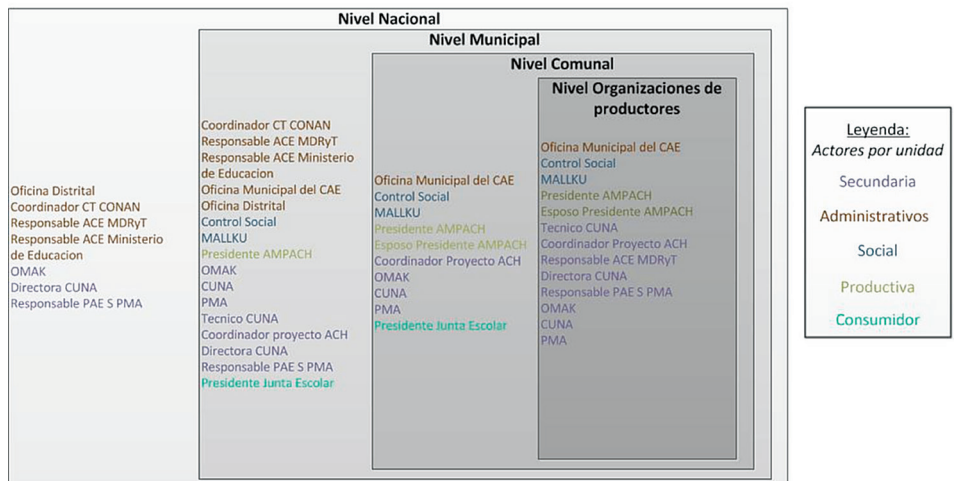 Nivel Nacional
Nivel Municipal
Nivel Comunal
Nivel Organizaciones de
productores
Oficina Distrital
Coordinador CT CONAN
Responsable ACE MDRyT
Responsable ACE Ministerio
de Educacion
OMAK
Directora CUNA
Responsable PAE S PMA
Coordinador CT CONAN
Responsable ACE MDRyT
Responsable ACE Ministerio
de Educacion
Oficina Municipal del CAE
Oficina Distrital
Control Social
MALLKU
Presidente AMPACH
OMAK
CUNA
PMA
Tecnico CUNA
Coordinador proyecto ACH
Directora CUNA
Responsable PAE S PMA
Presidente Junta Escolar
Oficina Municipal del CAE
Control Social
MALLKU
Presidente AMPACH
Esposo Presidente AMPACH
Coordinador Proyecto ACH
OMAK
CUNA
PMA
Presidente Junta Escolar
Oficina Municipal del CAE
Control Social
MALLKU
Presidente AMPACH
Esposo Presidente AMPACH
Tecnico CUNA
Coordinador Proyecto ACH
Responsable ACE MDRyT
Directora CUNA
Responsable PAE S PMA
OMAK
CUNA
PMA
Leyenda:
Actores por unidad
Secundaria
Administrativos
Social
Productiva
Consumidor